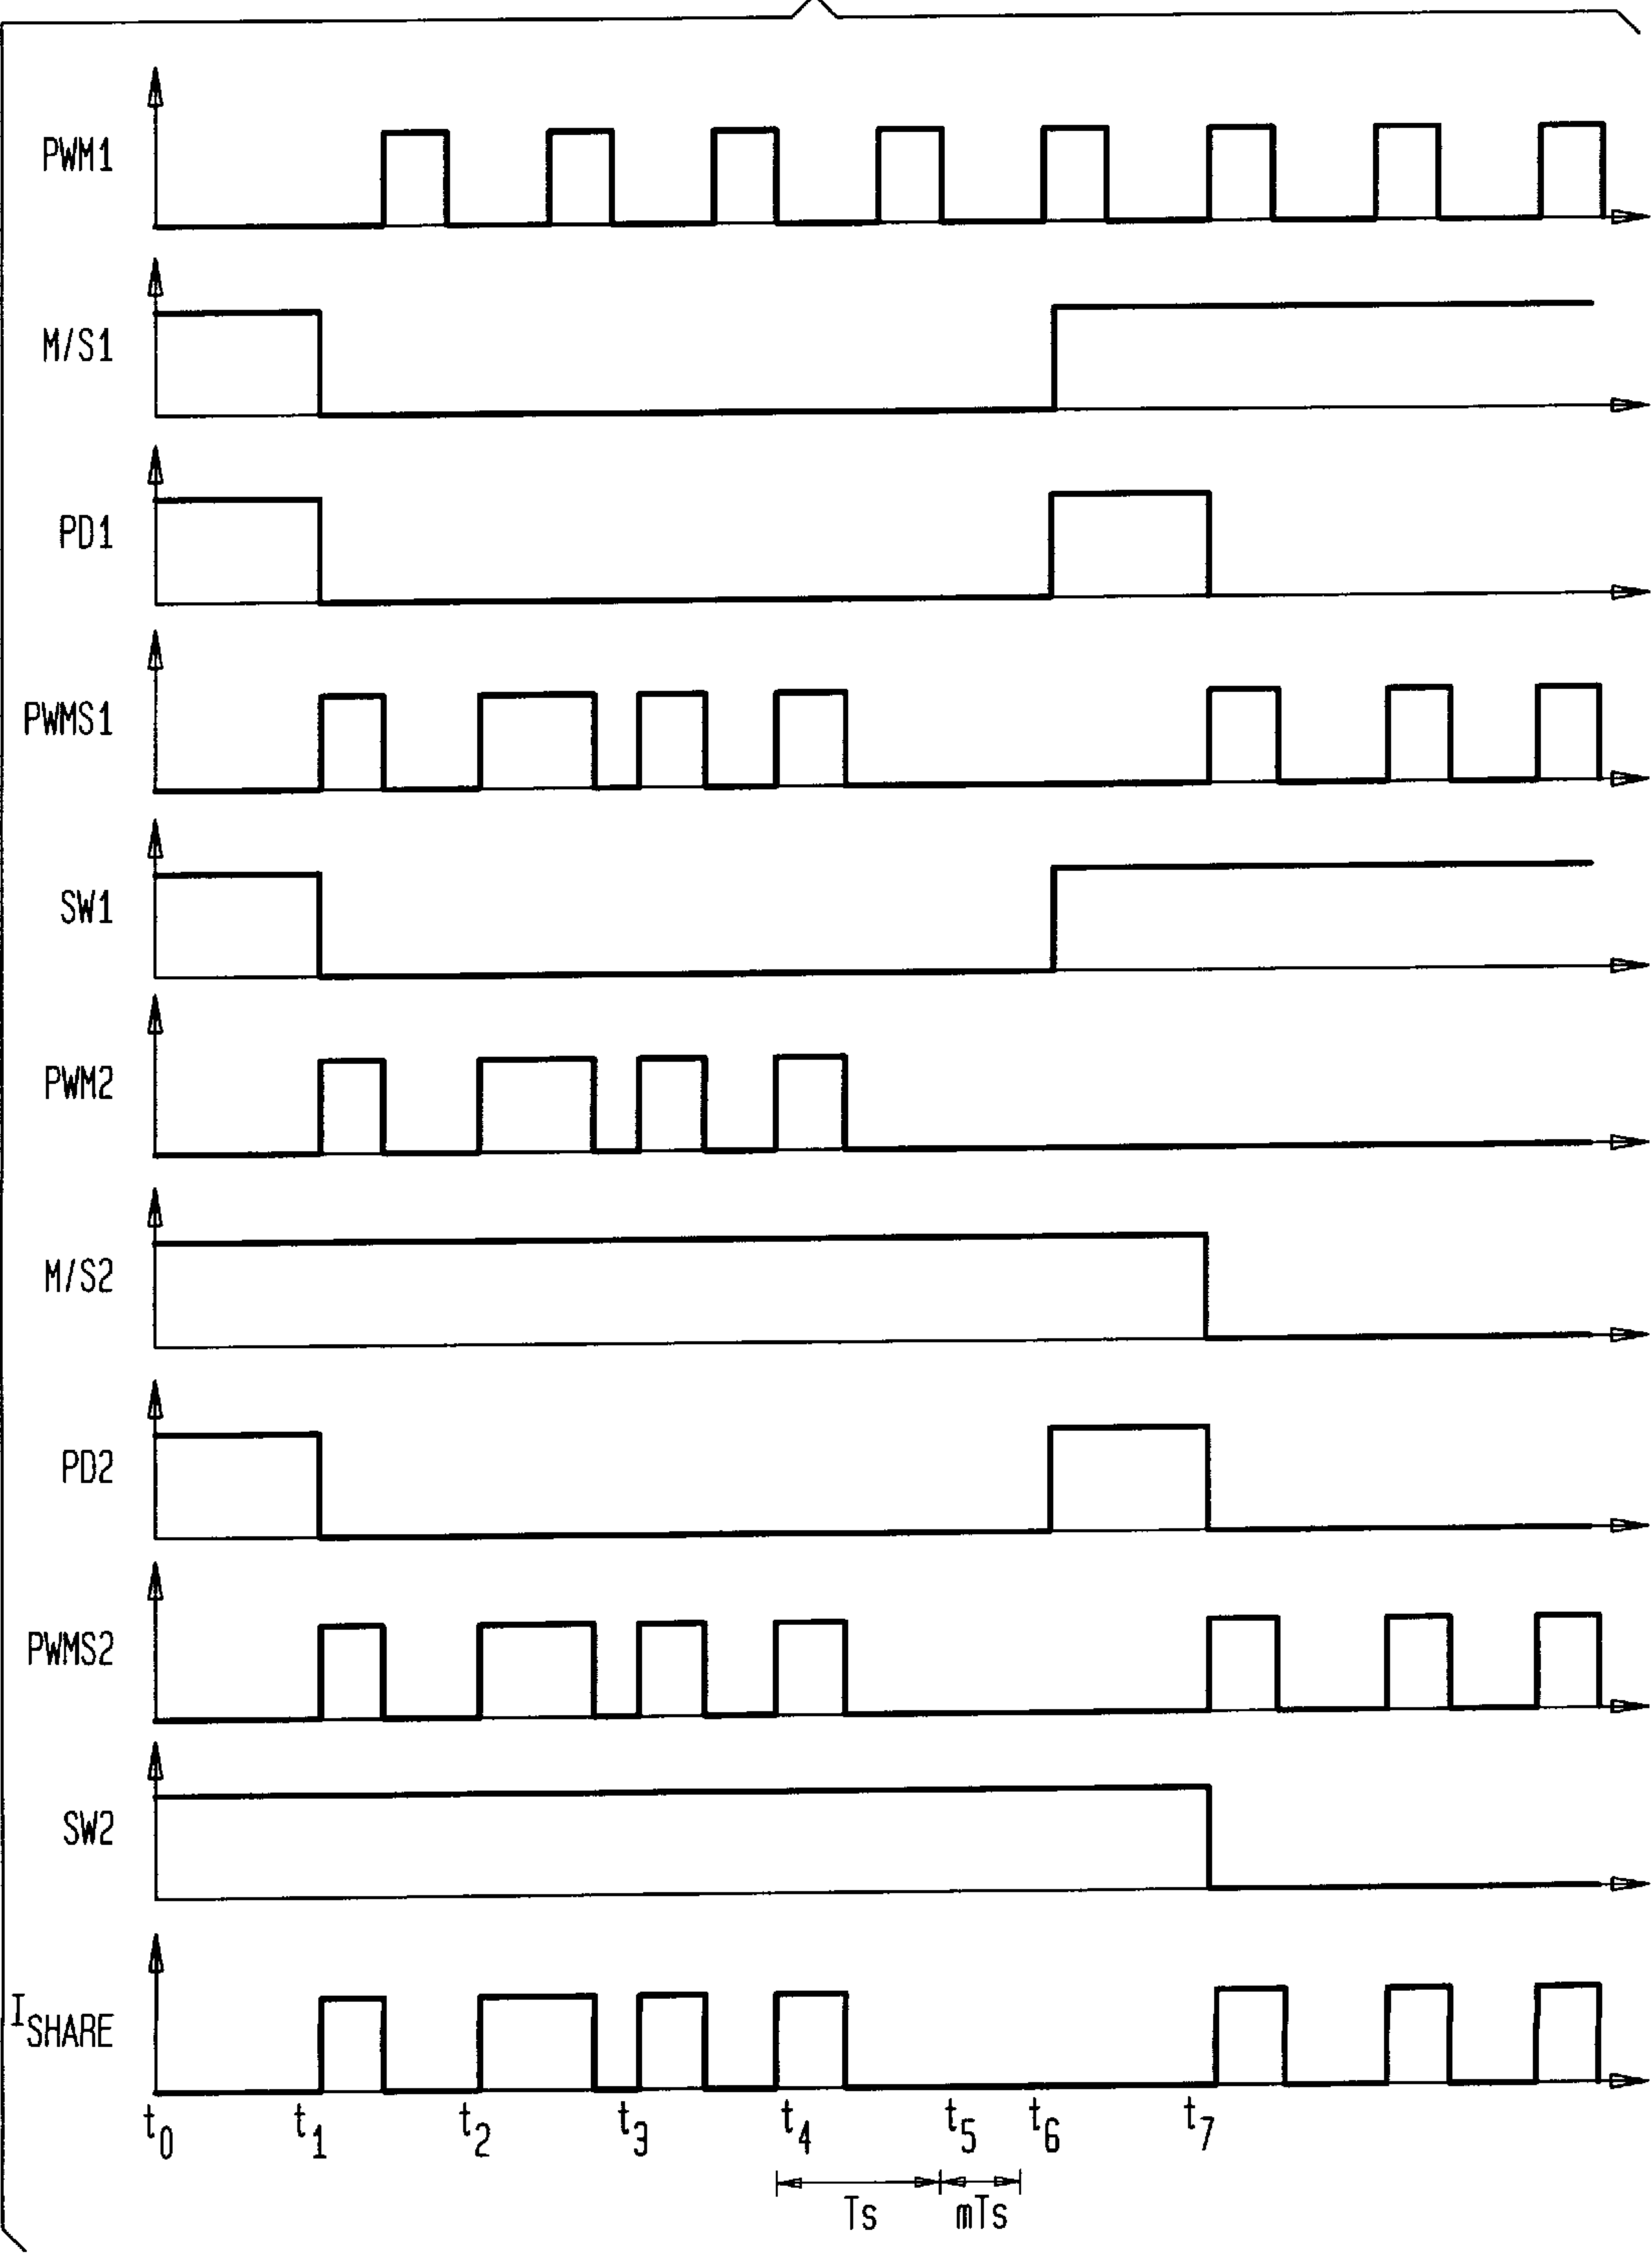 PWM1
M/S1
PD1
PWMS1
SW1
PWM2
M/S2
PD2
PWMS2
SW2
I SHARE
t0 t1 t2 t3 t4 t5 t6 t7
Ts mTs